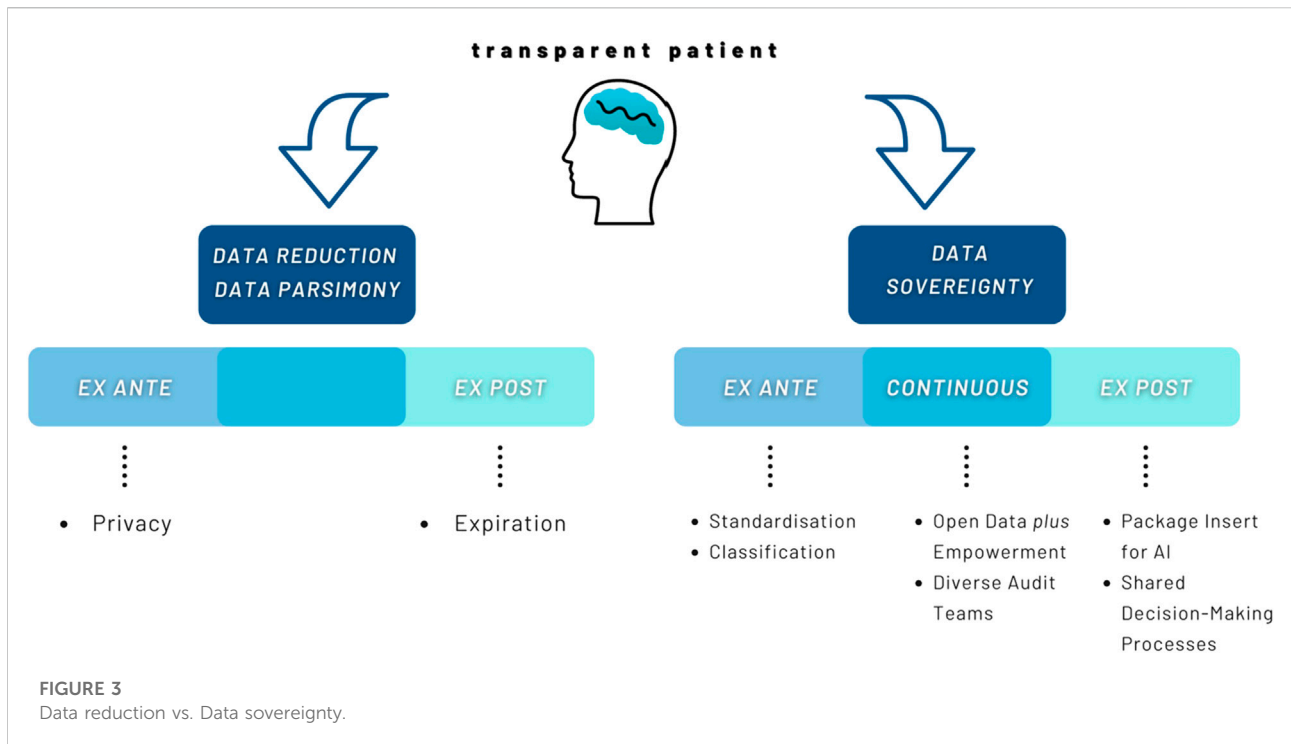 transparent patient
DATA REDUCTION
DATA PARSIMONY
EX ANTE
EX POST
• Privacy
• Expiration
DATA
SOVEREIGNTY
EX ANTE
CONTINUOUS
EX POST
• Standardisation
• Classification
• Open Data plus
Empowerment
• Diverse Audit
Teams
• Package Insert
for AI
• Shared
Decision-Making
Processes
FIGURE 3
Data reduction vs. Data sovereignty.